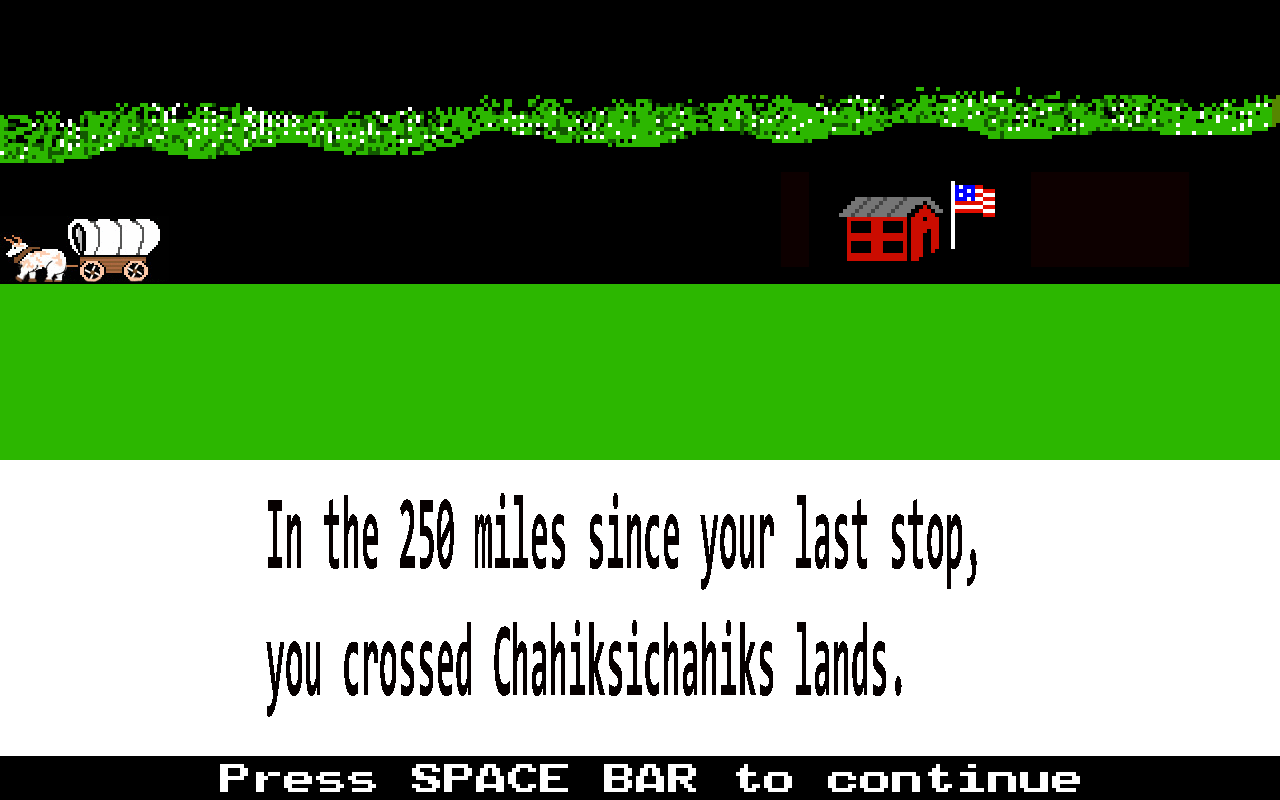 In the 250 miles since your last stop,
you crossed Chahiksichahiks lands.
Press SPACE BAR to continue